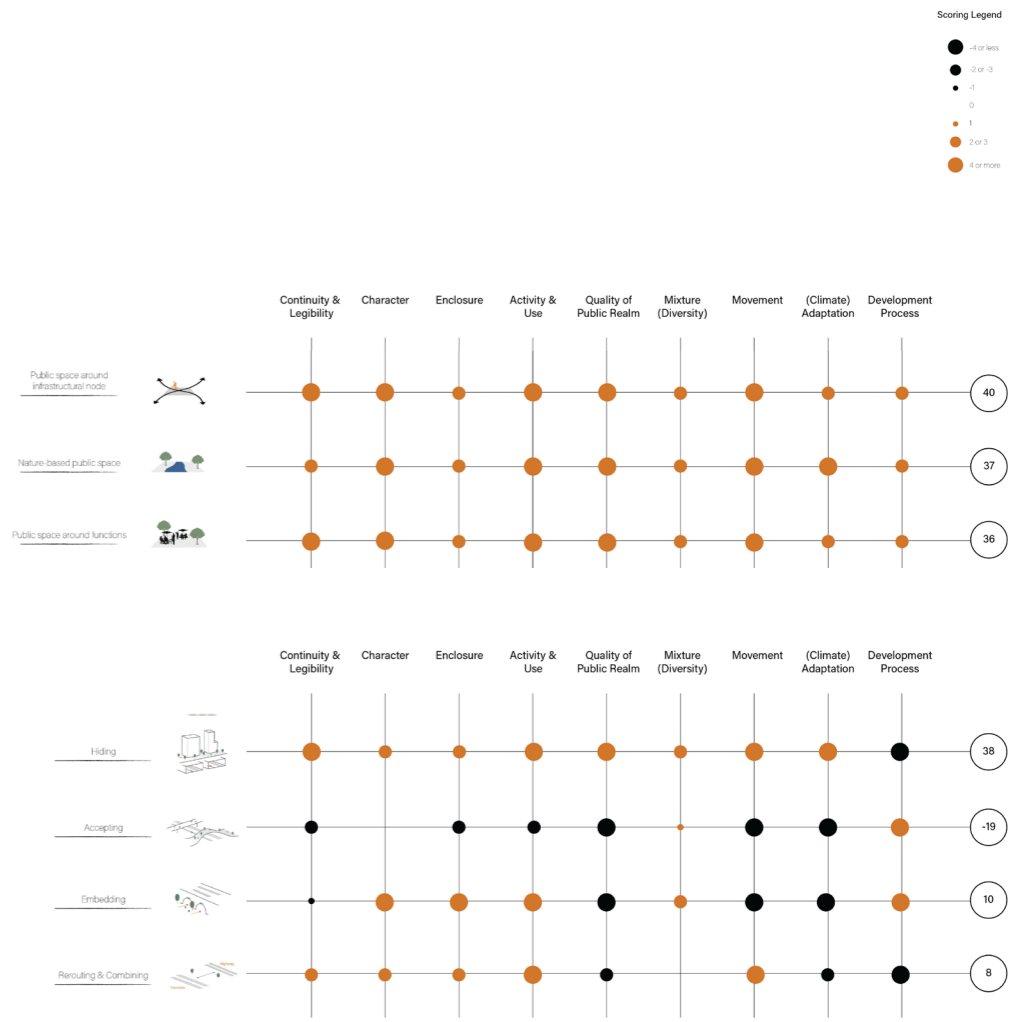 Scoring Legend
-4 or less
-2 or -3
-1
0
1
2 or 3
4 or more
Continuity & Legibility
Character
Enclosure
Activity & Use
Quality of Public Realm
Mixture (Diversity)
Movement
(Climate) Adaptation
Development Process
Public space around
infrastructural node
40
Nature-based public space
37
Public space around functions
36
Continuity & Legibility
Character
Enclosure
Activity & Use
Quality of Public Realm
Mixture (Diversity)
Movement
(Climate) Adaptation
Development Process
Hiding
38
Accepting
-19
Embedding
10
Rerouting & Combining
Highway
8